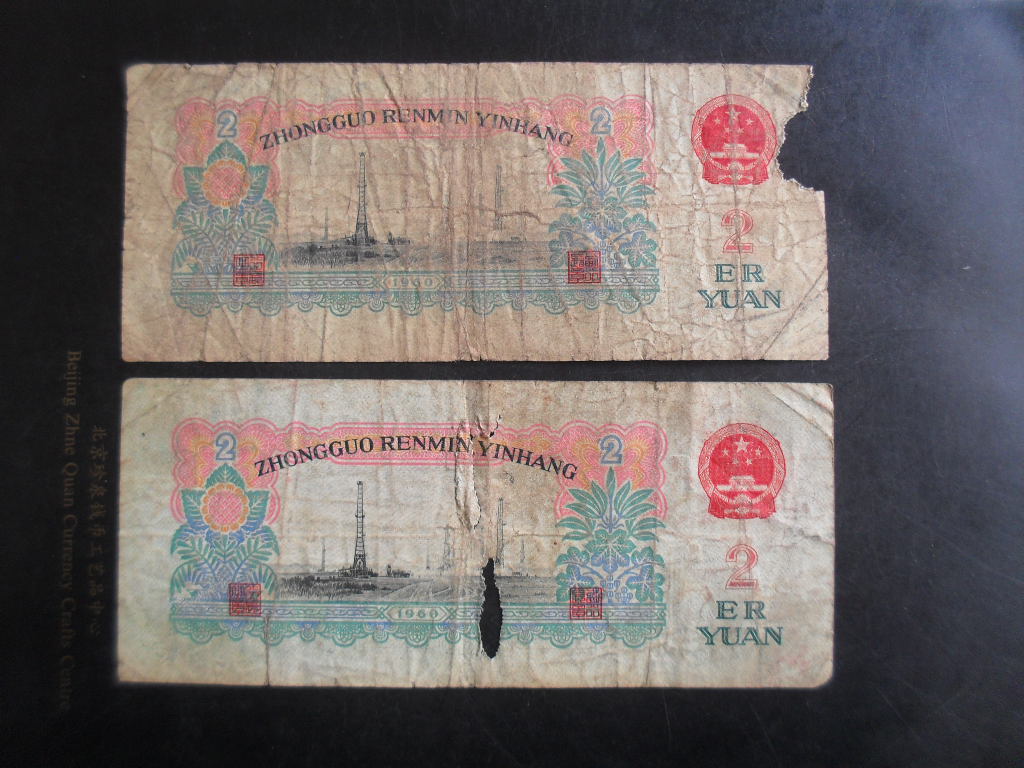 2 ZHONGGUO RENMIN YINHANG 2
1960
2
ER
YUAN
2 ZHONGGUO RENMIN YINHANG 2
1960
2
ER
YUAN
Beijing Zhne Quan Currency Crafts Centre